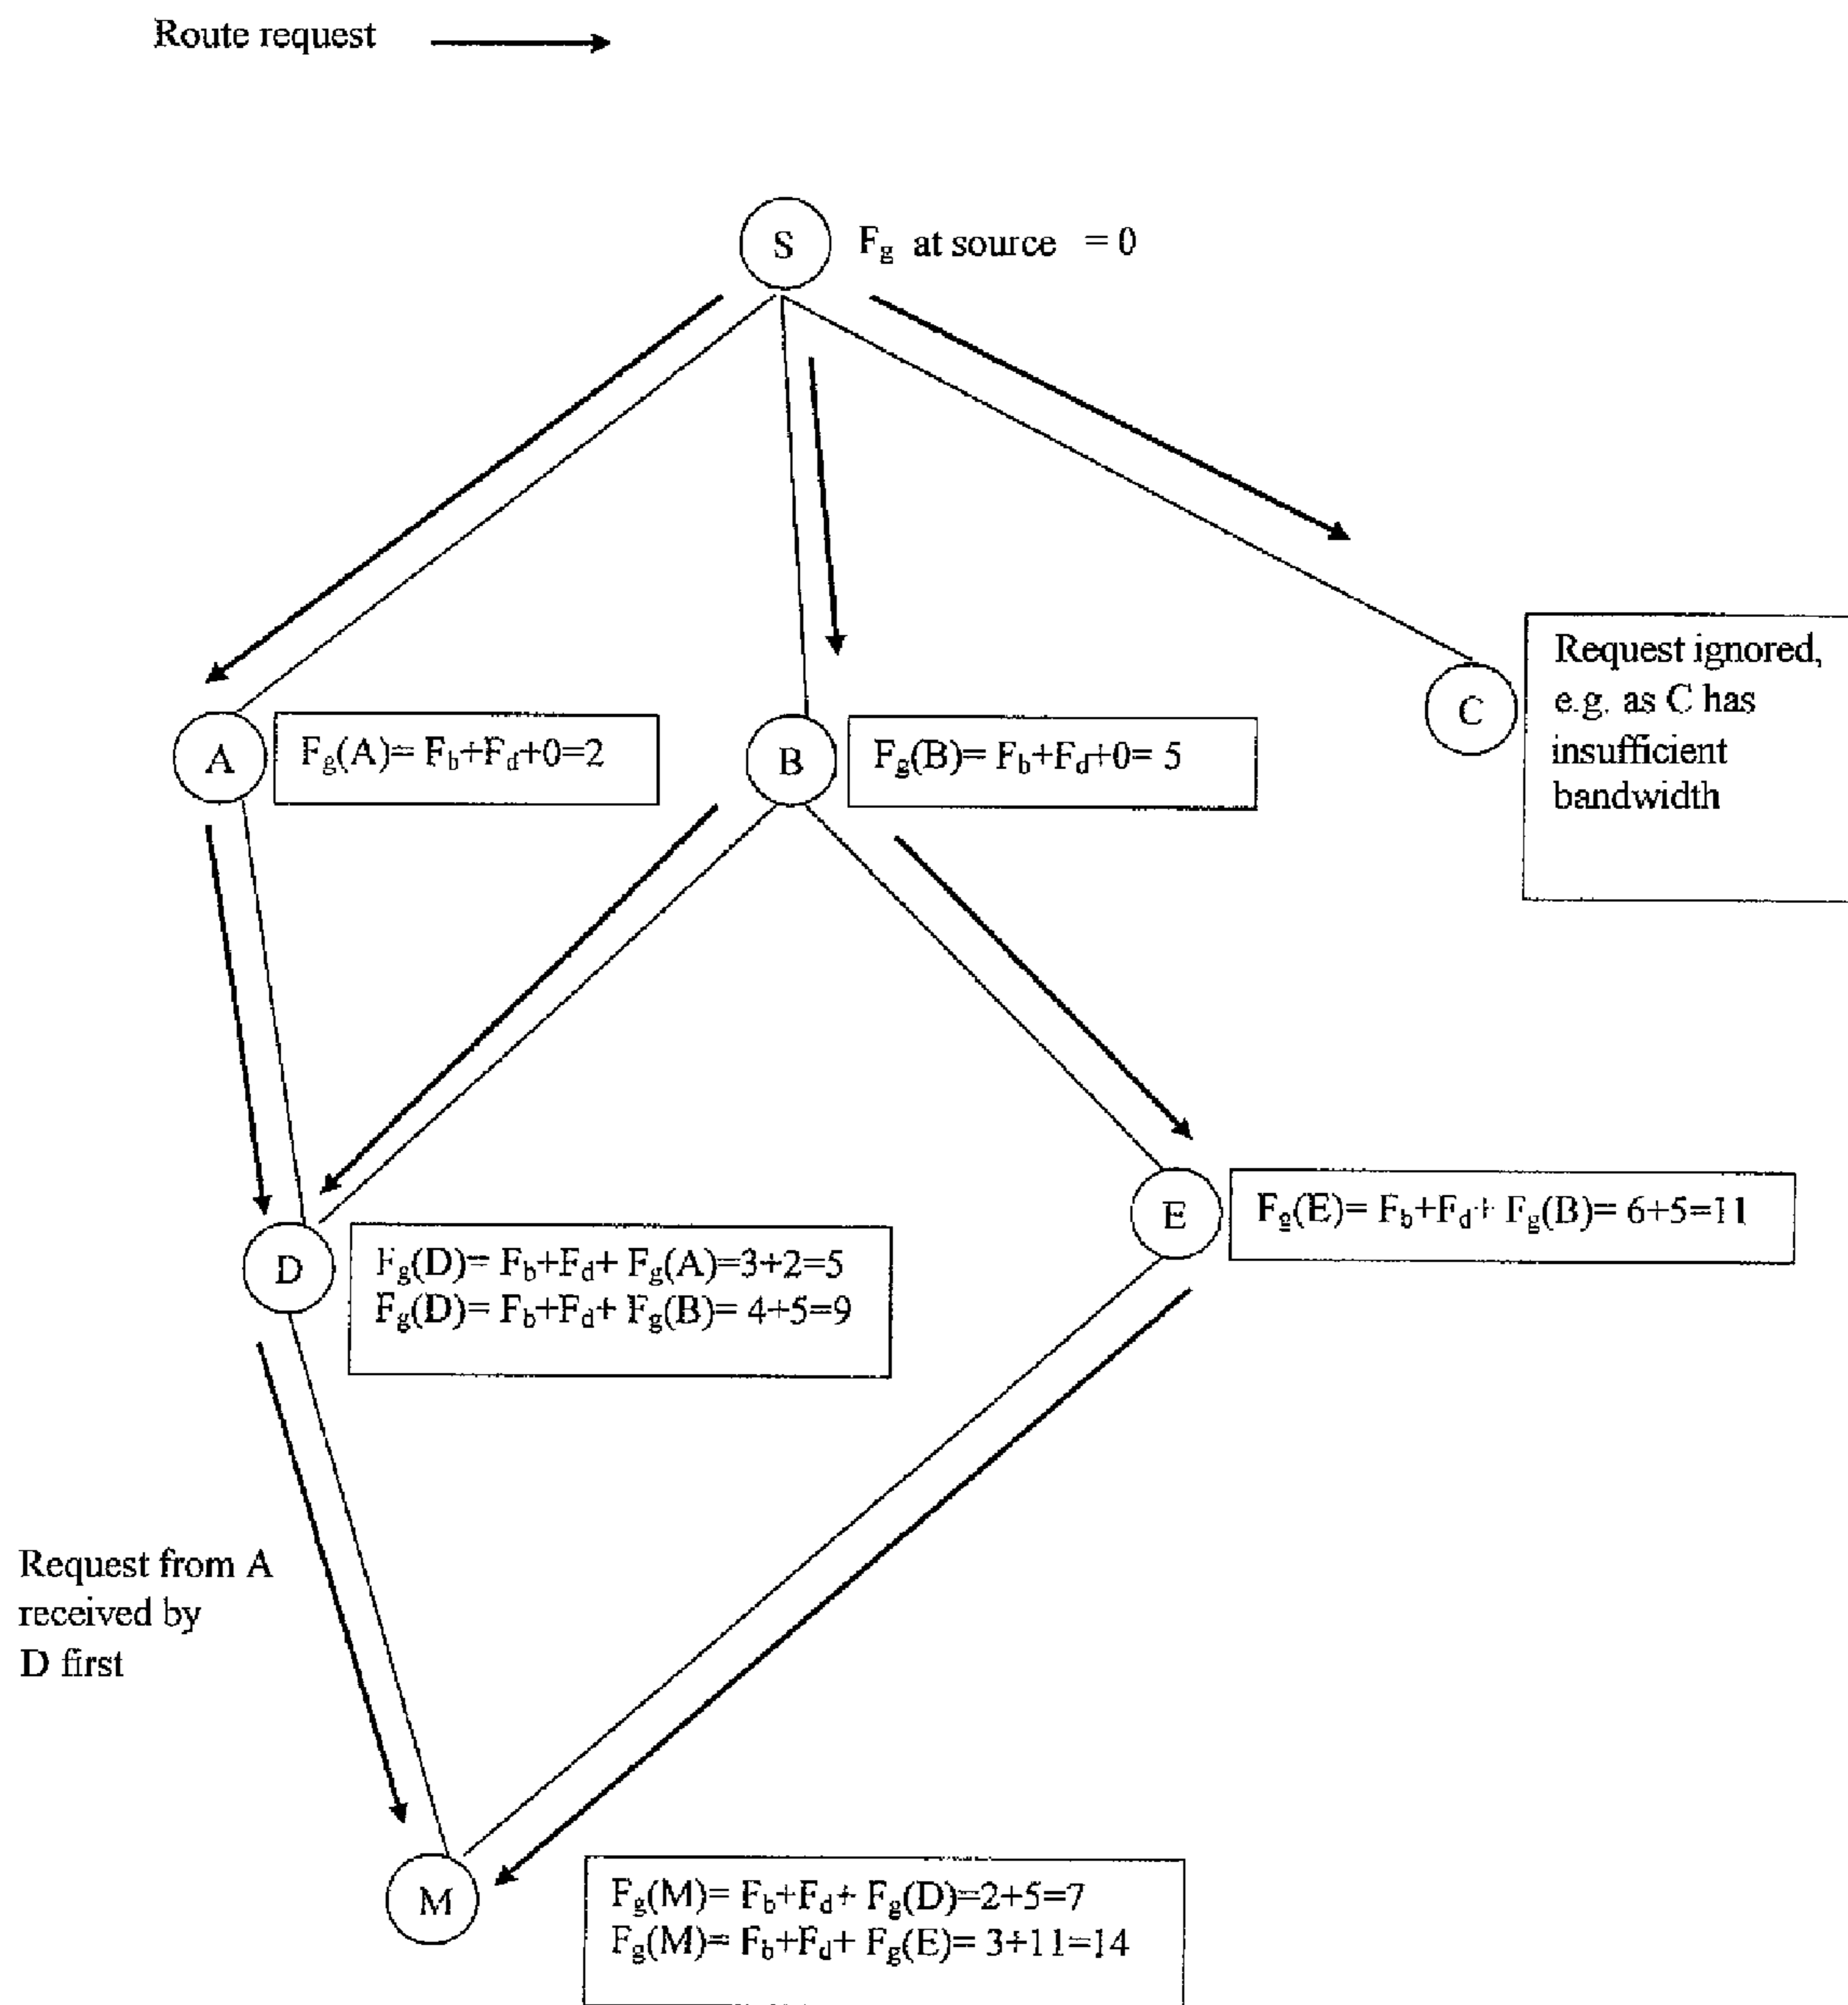 Route request
S
F_g at source = 0
A
F_g(A)= F_b+F_d+0=2
B
F_g(B)= F_b+F_d+0= 5
C
Request ignored,
e.g. as C has
insufficient
bandwidth
D
F_g(D)= F_b+F_d+ F_g(A)=3+2=5
F_g(D)= F_b+F_d+ F_g(B)= 4+5=9
E
F_g(E)= F_b+F_d+ F_g(B)= 6+5=11
Request from A
received by
D first
M
F_g(M)= F_b+F_d+ F_g(D)=2+5=7
F_g(M)= F_b+F_d+ F_g(E)= 3+11=14